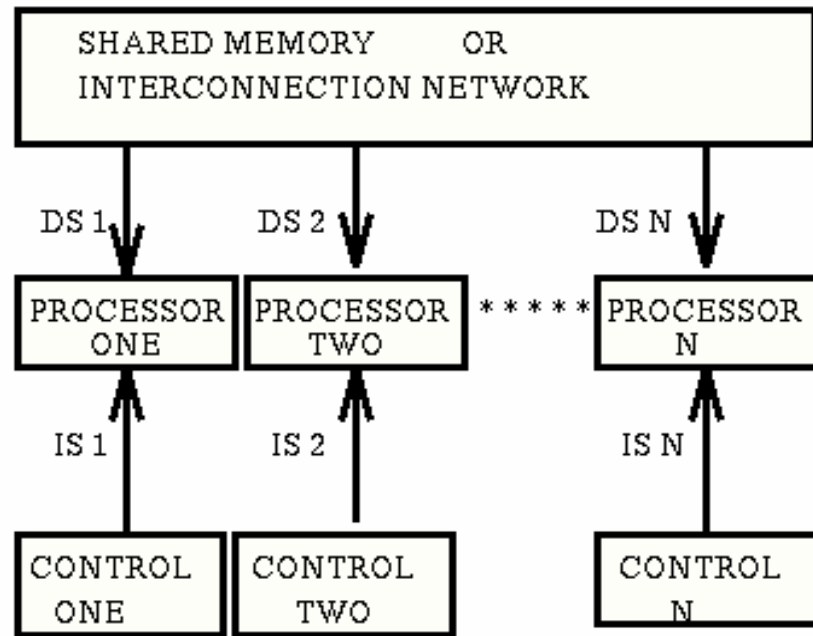 SHARED MEMORY OR
INTERCONNECTION NETWORK
DS 1
DS 2
DS N
PROCESSOR
ONE
PROCESSOR
TWO
* * * * *
PROCESSOR
N
IS 1
IS 2
IS N
CONTROL
ONE
CONTROL
TWO
CONTROL
N